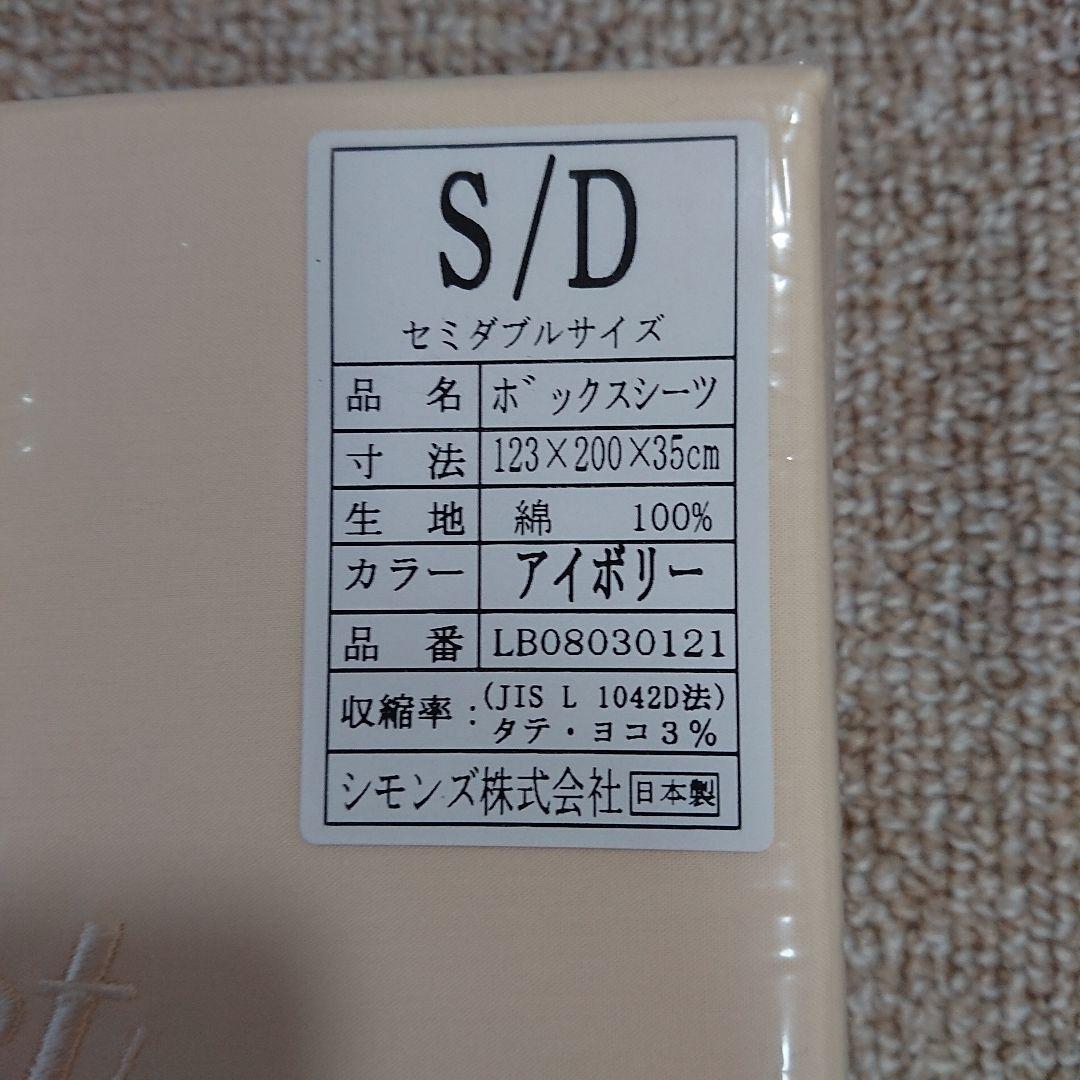 S/D
セミダブルサイズ
品名 ボックスシーツ
寸法 123×200×35cm
生地 綿 100%
カラー アイボリー
品番 LB08030121
収縮率:(JIS L 1042D法)
タテ・ヨコ3%
シモンズ株式会社 日本製